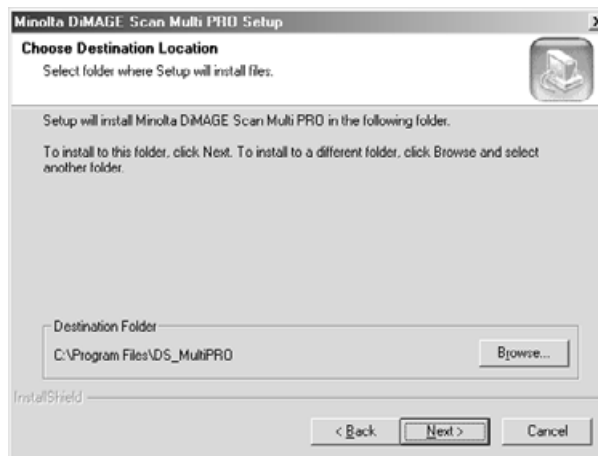 Minolta DiMAGE Scan Multi PRO Setup
Choose Destination Location
Select folder where Setup will install files.
Setup will install Minolta DiMAGE Scan Multi PRO in the following folder.
To install to this folder, click Next. To install to a different folder, click Browse and select
another folder.
Destination Folder
C:\Program Files\DS_MultiPRO
Browse...
InstallShield
< Back
Next >
Cancel